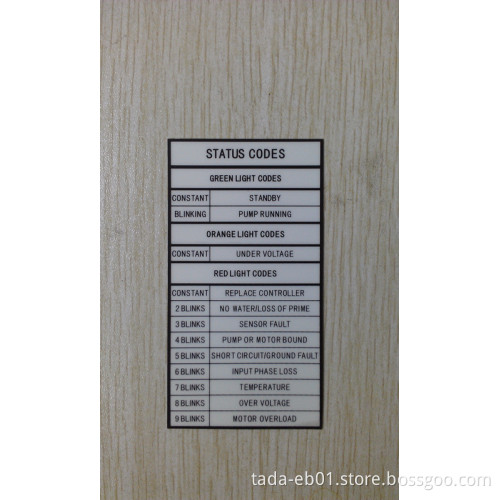 STATUS CODES
GREEN LIGHT CODES
CONSTANT STANDBY
BLINKING PUMP RUNNING
ORANGE LIGHT CODES
CONSTANT UNDER VOLTAGE
RED LIGHT CODES
CONSTANT REPLACE CONTROLLER
2 BLINKS NO WATER/LOSS OF PRIME
3 BLINKS SENSOR FAULT
4 BLINKS PUMP OR MOTOR BOUND
5 BLINKS SHORT CIRCUIT/GROUND FAULT
6 BLINKS INPUT PHASE LOSS
7 BLINKS TEMPERATURE
8 BLINKS OVER VOLTAGE
9 BLINKS MOTOR OVERLOAD
tada-eb01.store.bossgoo.com